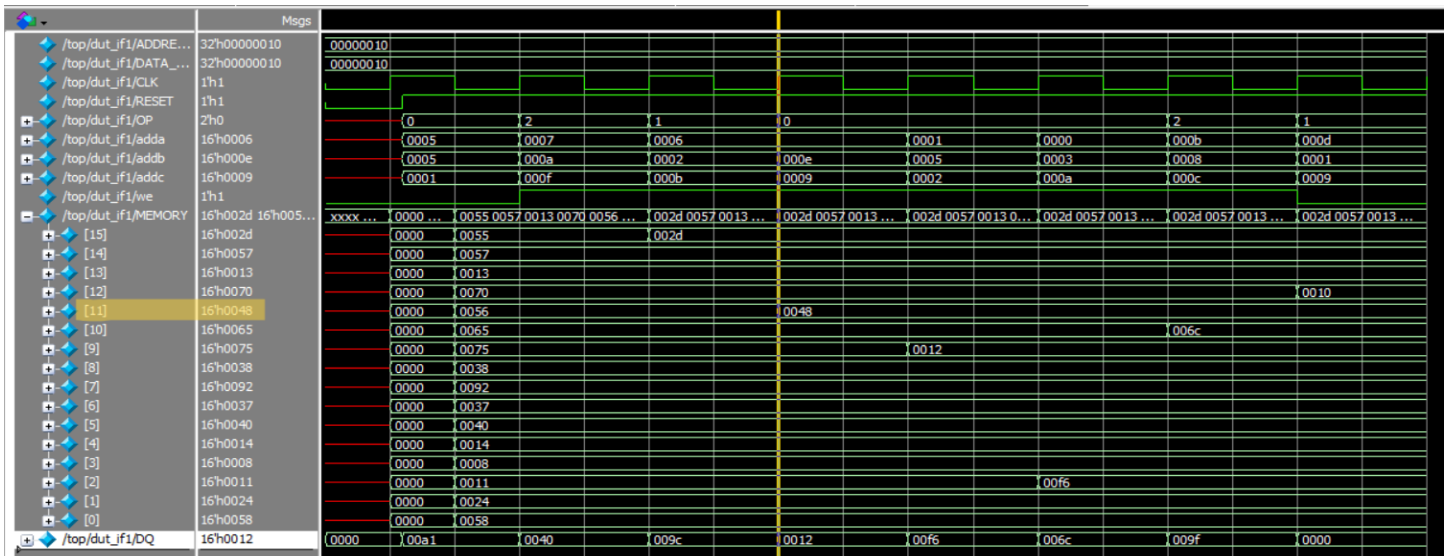 Msgs
/top/dut_if1/ADDRE... 32'h00000010 00000010
/top/dut_if1/DATA_... 32'h00000010 00000010
/top/dut_if1/CLK 1'h1
/top/dut_if1/RESET 1'h1
/top/dut_if1/OP 2'h0 0 2 1 0 2 1
/top/dut_if1/adda 16'h0006 0005 0007 0006 0001 0000 000b 000d
/top/dut_if1/addb 16'h000e 0005 000a 0002 000e 0005 0003 0008 0001
/top/dut_if1/addc 16'h0009 0001 000f 000b 0009 0002 000a 000c 0009
/top/dut_if1/we 1'h1
/top/dut_if1/MEMORY 16'h002d 16'h005... xxxx ... 0000 ... 0055 0057 0013 0070 0056 ... 002d 0057 0013 ... 002d 0057 0013 ... 002d 0057 0013 0... 002d 0057 0013 ... 002d 0057 0013 ... 002d 0057 0013 ...
[15] 16'h002d 0000 0055 002d
[14] 16'h0057 0000 0057
[13] 16'h0013 0000 0013
[12] 16'h0070 0000 0070 0010
[11] 16'h0048 0000 0056 0048
[10] 16'h0065 0000 0065 006c
[9] 16'h0075 0000 0075 0012
[8] 16'h0038 0000 0038
[7] 16'h0092 0000 0092
[6] 16'h0037 0000 0037
[5] 16'h0040 0000 0040
[4] 16'h0014 0000 0014
[3] 16'h0008 0000 0008
[2] 16'h0011 0000 0011 00f6
[1] 16'h0024 0000 0024
[0] 16'h0058 0000 0058
/top/dut_if1/DQ 16'h0012 0000 00a1 0040 009c 0012 00f6 006c 009f 0000